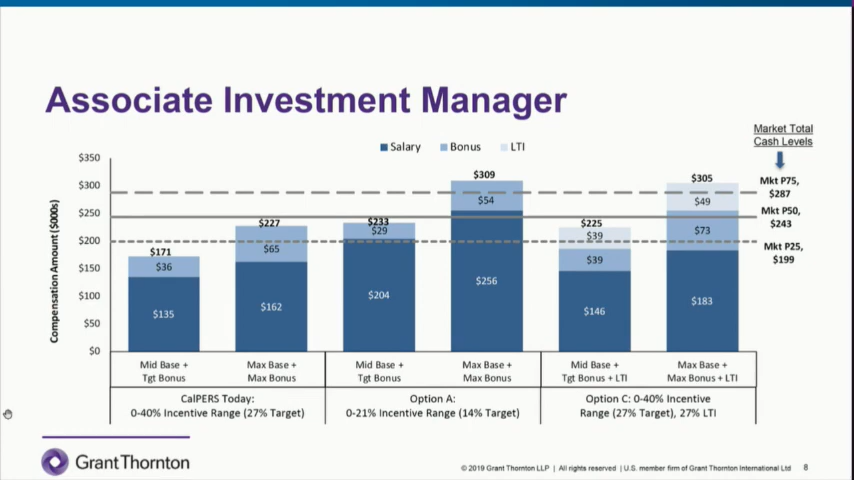 Associate Investment Manager
Market Total
Cash Levels
Salary Bonus LTI
Compensation Amount ($000s)
$350
$300
$250
$200
$150
$100
$50
$0
$171
$36
$135
$227
$65
$162
$233
$29
$204
$309
$54
$256
$225
$39
$39
$146
$305
$49
$73
$183
Mkt P75,
$287
Mkt P50,
$243
Mkt P25,
$199
Mid Base +
Tgt Bonus
Max Base +
Max Bonus
Mid Base +
Tgt Bonus
Max Base +
Max Bonus
Mid Base +
Tgt Bonus + LTI
Max Base +
Max Bonus + LTI
CalPERS Today:
0-40% Incentive Range (27% Target)
Option A:
0-21% Incentive Range (14% Target)
Option C: 0-40% Incentive
Range (27% Target), 27% LTI
GrantThornton
© 2019 Grant Thornton LLP | All rights reserved | U.S. member firm of Grant Thornton International Ltd 8